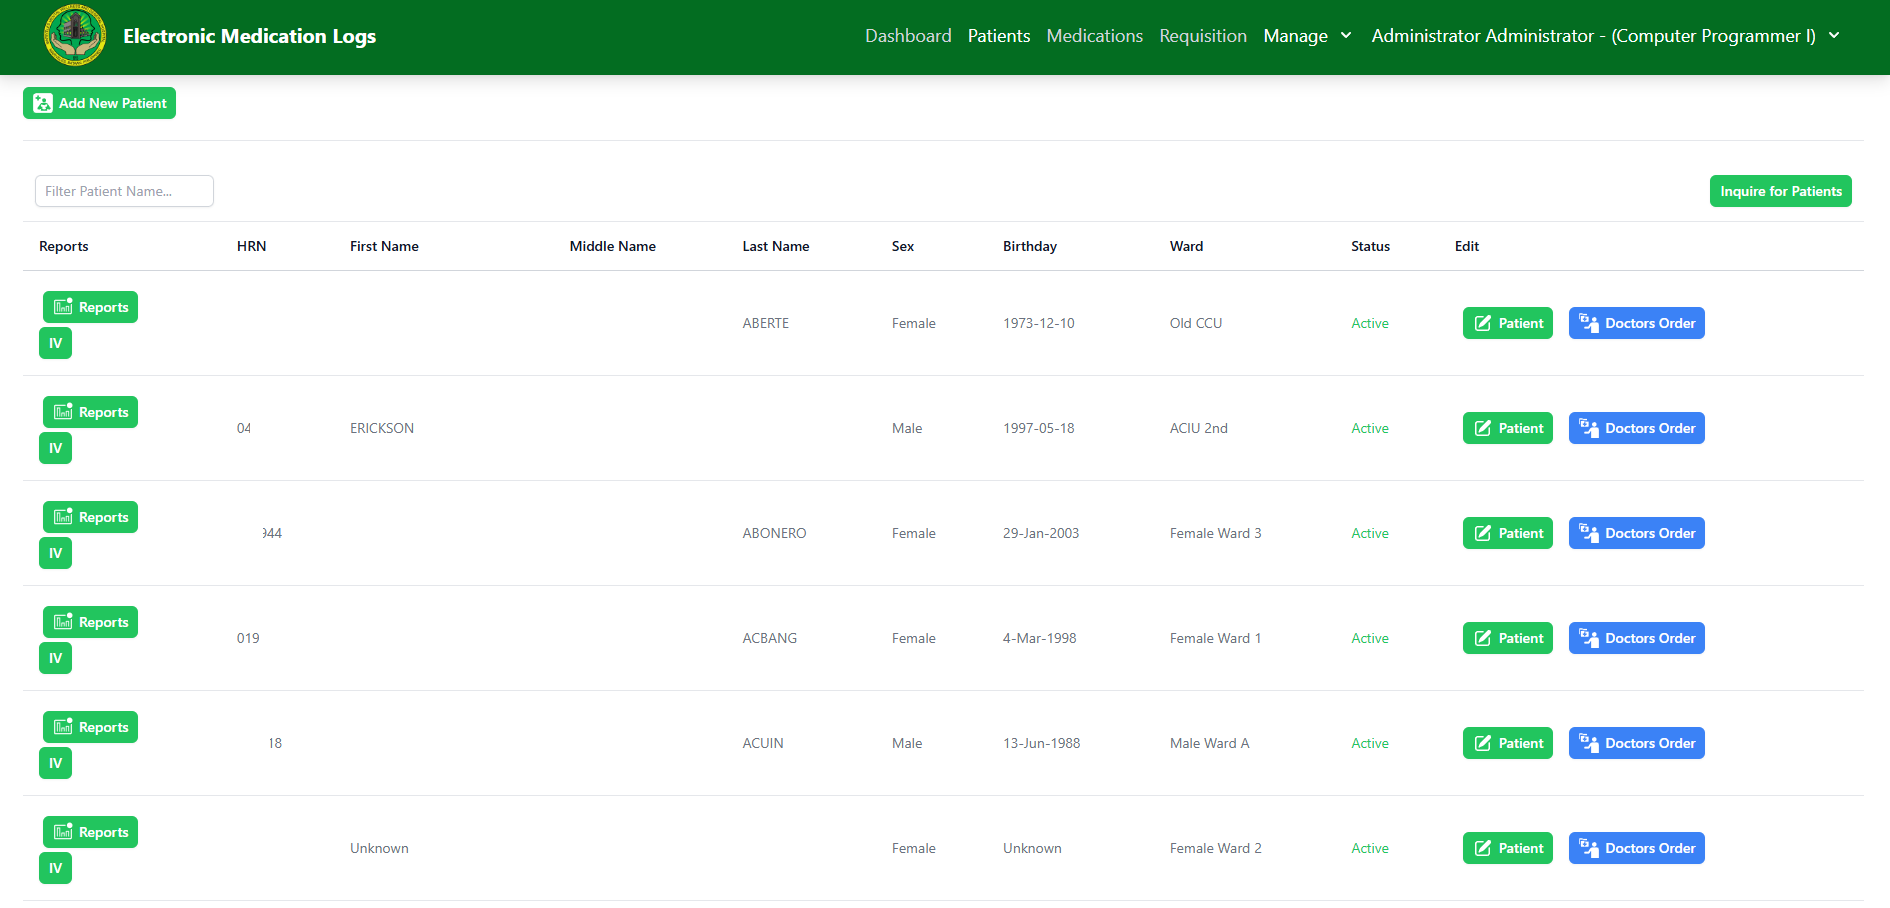 Electronic Medication Logs
Dashboard Patients Medications Requisition Manage Administrator Administrator - (Computer Programmer I)
Add New Patient
Filter Patient Name...
Inquire for Patients
Reports HRN First Name Middle Name Last Name Sex Birthday Ward Status Edit
Reports
IV
ABERTE Female 1973-12-10 Old CCU Active Patient Doctors Order
Reports
IV
04 ERICKSON Male 1997-05-18 ACIU 2nd Active Patient Doctors Order
Reports
IV
944 ABONERO Female 29-Jan-2003 Female Ward 3 Active Patient Doctors Order
Reports
IV
019 ACBANG Female 4-Mar-1998 Female Ward 1 Active Patient Doctors Order
Reports
IV
18 ACUIN Male 13-Jun-1988 Male Ward A Active Patient Doctors Order
Reports
IV
Unknown Female Unknown Female Ward 2 Active Patient Doctors Order